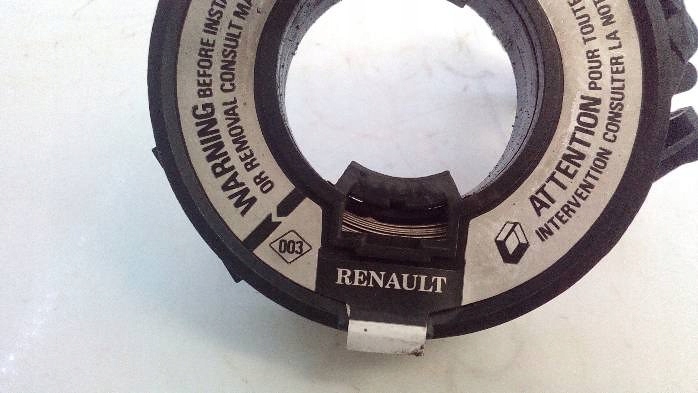 WARNING BEFORE INSTA
OR REMOVAL CONSULT MA
003
RENAULT
ATTENTION POUR TOUTE
INTERVENTION CONSULTER LA NOT